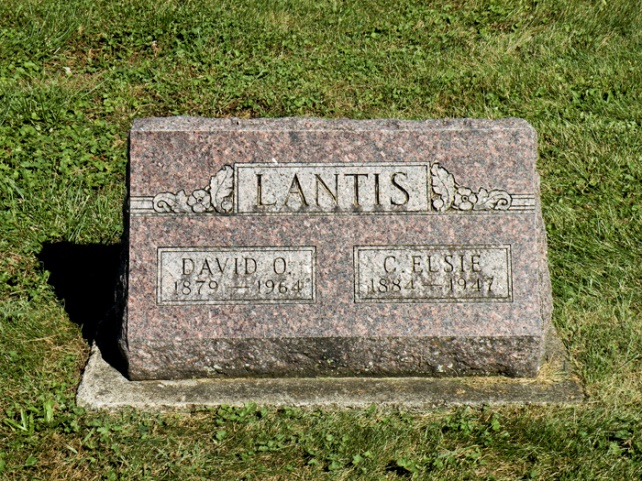 LANTIS
DAVID O.
1879 — 1964
C. ELSIE
1884 — 1947